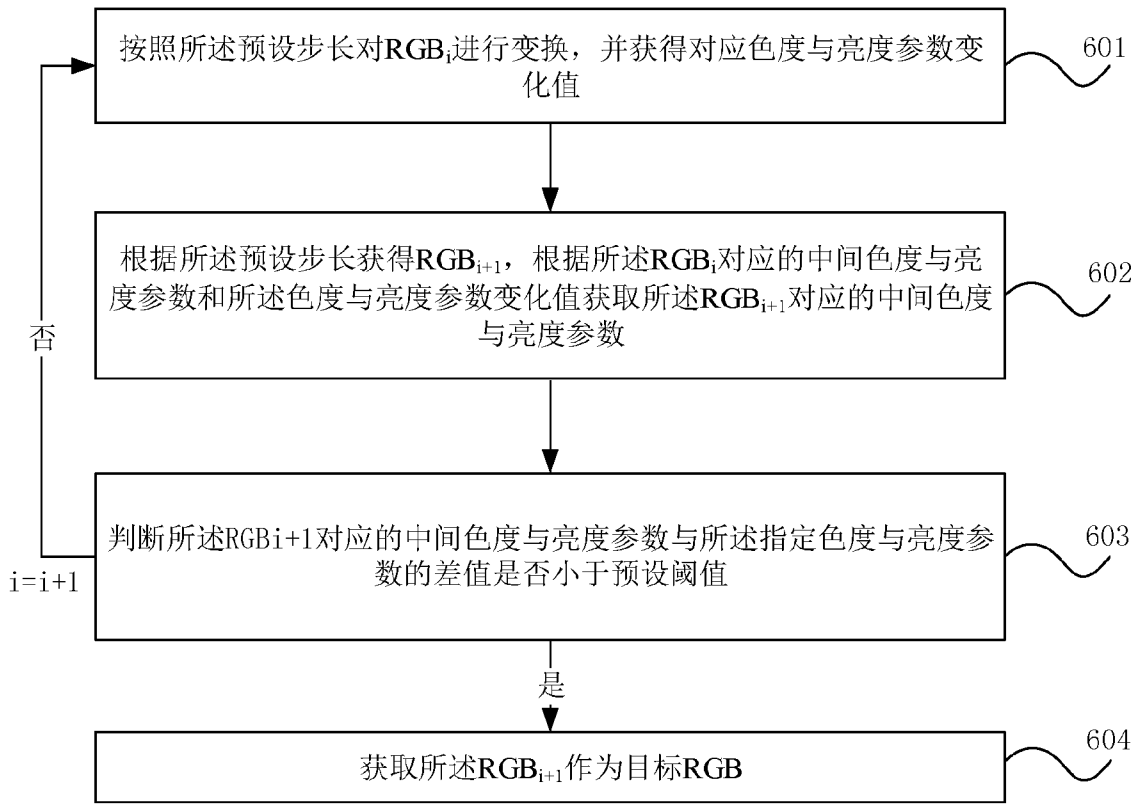 按照所述预设步长对RGBi进行变换，并获得对应色度与亮度参数变
化值
601
根据所述预设步长获得RGBi+1，根据所述RGBi对应的中间色度与亮
度参数和所述色度与亮度参数变化值获取所述RGBi+1对应的中间色度
与亮度参数
602
否
判断所述RGBi+1对应的中间色度与亮度参数与所述指定色度与亮度参
数的差值是否小于预设阈值
603
i=i+1
是
获取所述RGBi+1作为目标RGB
604